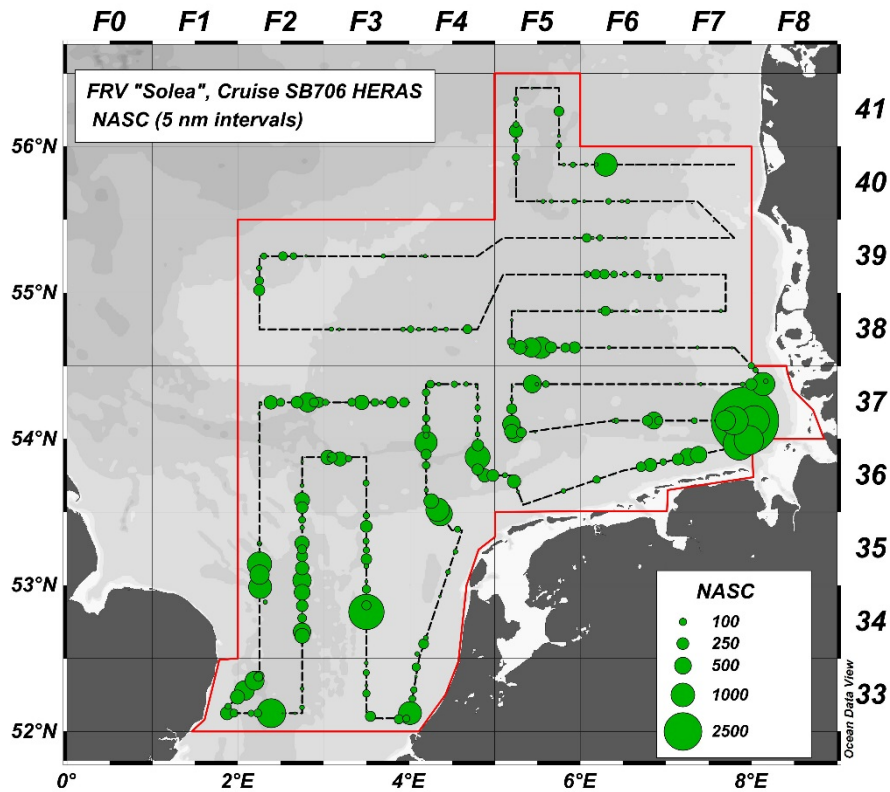 F0 F1 F2 F3 F4 F5 F6 F7 F8
FRV "Solea", Cruise SB706 HERAS
NASC (5 nm intervals)
41
56°N
40
39
55°N
38
37
54°N
36
35
53°N
34
NASC
100
250
500
1000
2500
33
52°N
Ocean Data View
0° 2°E 4°E 6°E 8°E